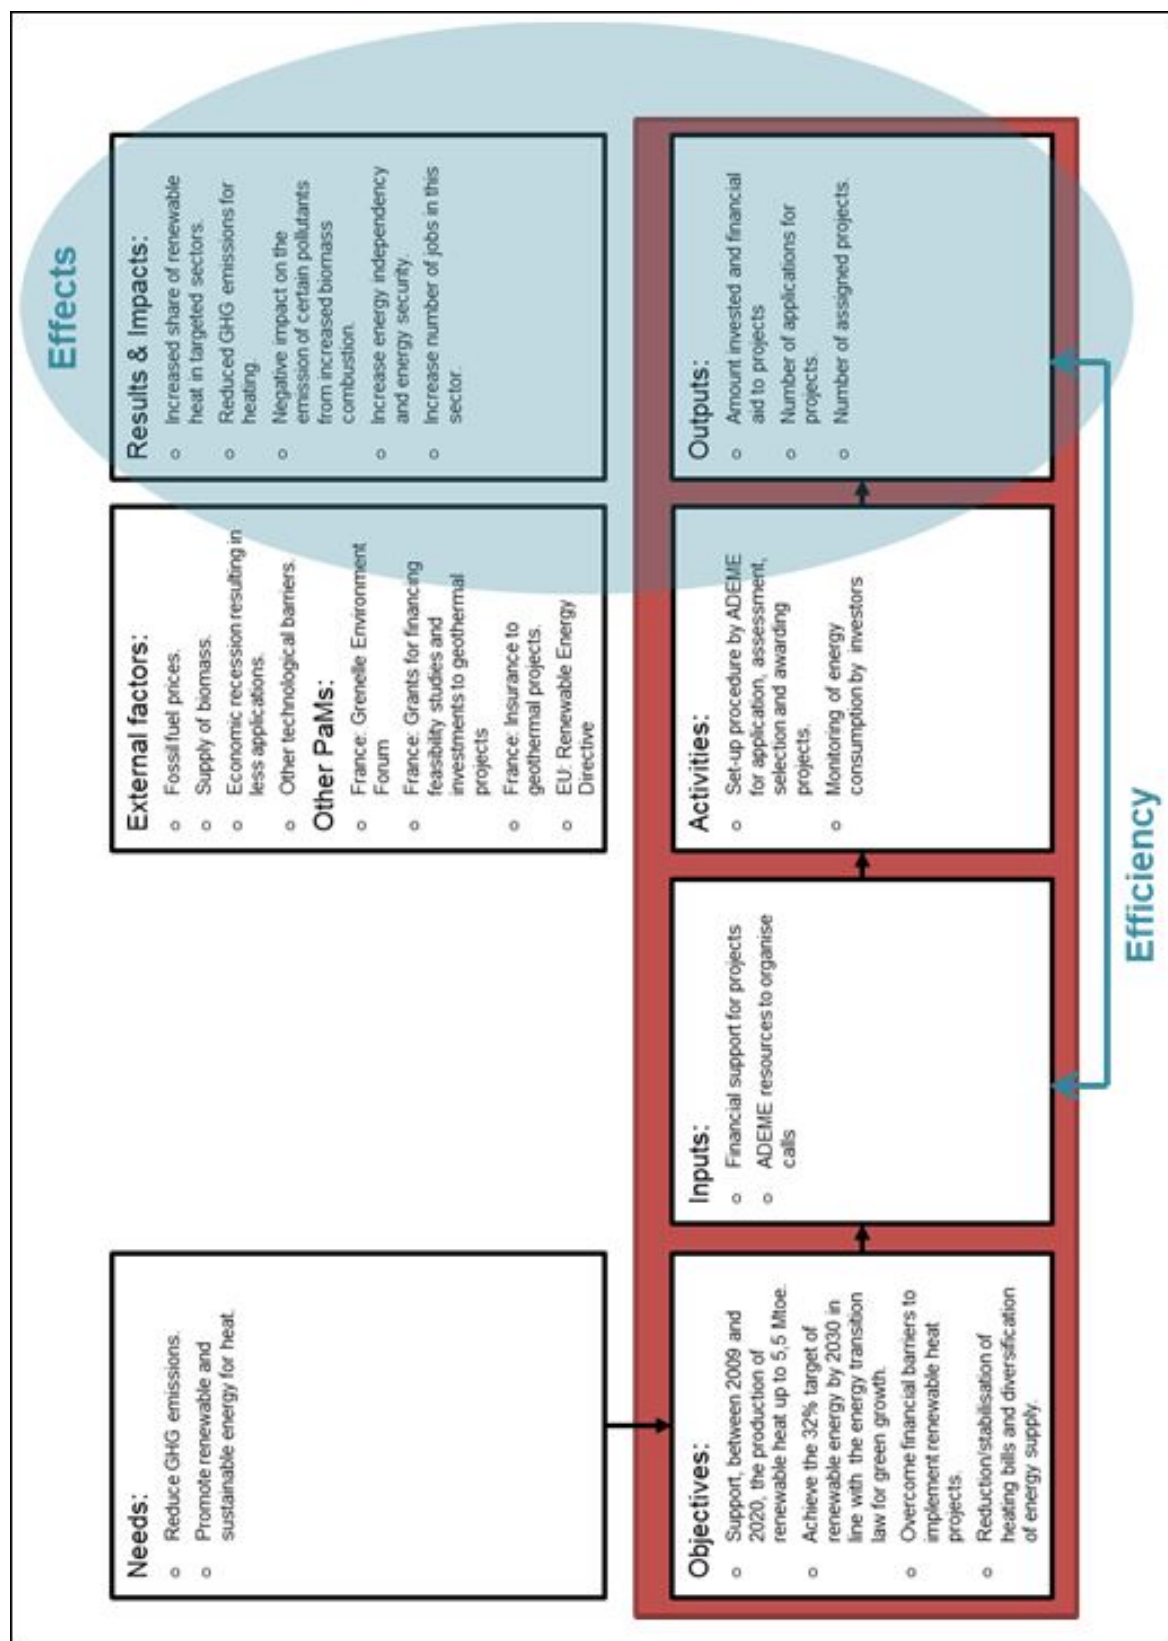 Effects
Needs:
o Reduce GHG emissions.
o Promote renewable and
sustainable energy for heat.
External factors:
o Fossil fuel prices.
o Supply of biomass.
o Economic recession resulting in
less applications.
o Other technological barriers.
Other PaMs:
o France: Grenelle Environment
Forum
o France: Grants for financing
feasibility studies and
investments to geothermal
projects
o France: Insurance to
geothermal projects.
o EU: Renewable Energy
Directive
Results & Impacts:
o Increased share of renewable
heat in targeted sectors.
o Reduced GHG emissions for
heating.
o Negative impact on the
emission of certain pollutants
from increased biomass
combustion.
o Increase energy independency
and energy security.
o Increase number of jobs in this
sector.
Objectives:
o Support, between 2009 and
2020, the production of
renewable heat up to 5,5 Mtoe.
o Achieve the 32% target of
renewable energy by 2030 in
line with the energy transition
law for green growth.
o Overcome financial barriers to
implement renewable heat
projects.
o Reduction/stabilisation of
heating bills and diversification
of energy supply.
Inputs:
o Financial support for projects
o ADEME resources to organise
calls
Activities:
o Set-up procedure by ADEME
for application, assessment,
selection and awarding
projects.
o Monitoring of energy
consumption by investors
Outputs:
o Amount invested and financial
aid to projects
o Number of applications for
projects.
o Number of assigned projects.
Efficiency